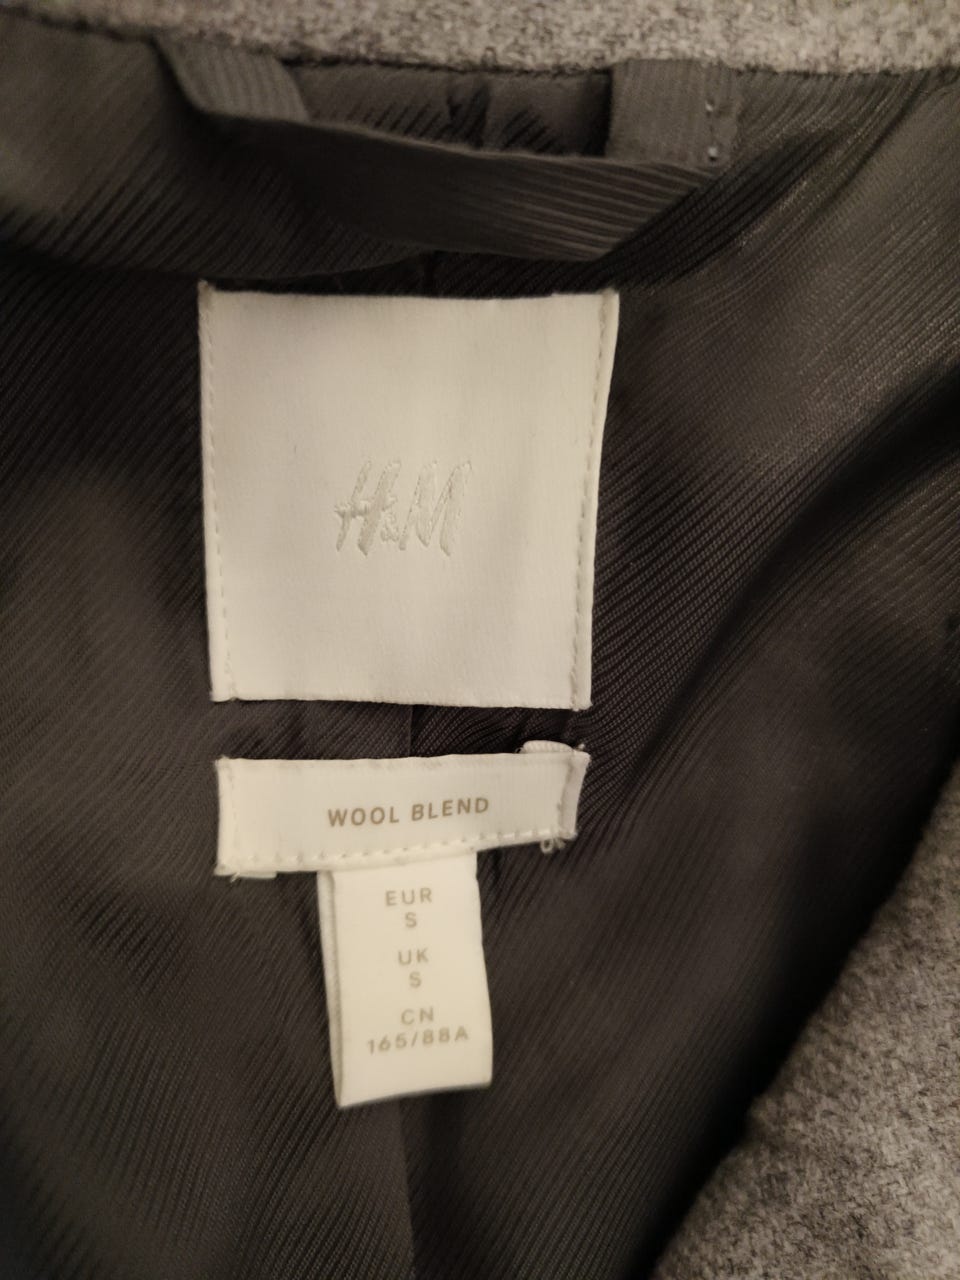 H&M
WOOL BLEND
EUR
S
UK
S
CN
165/88A